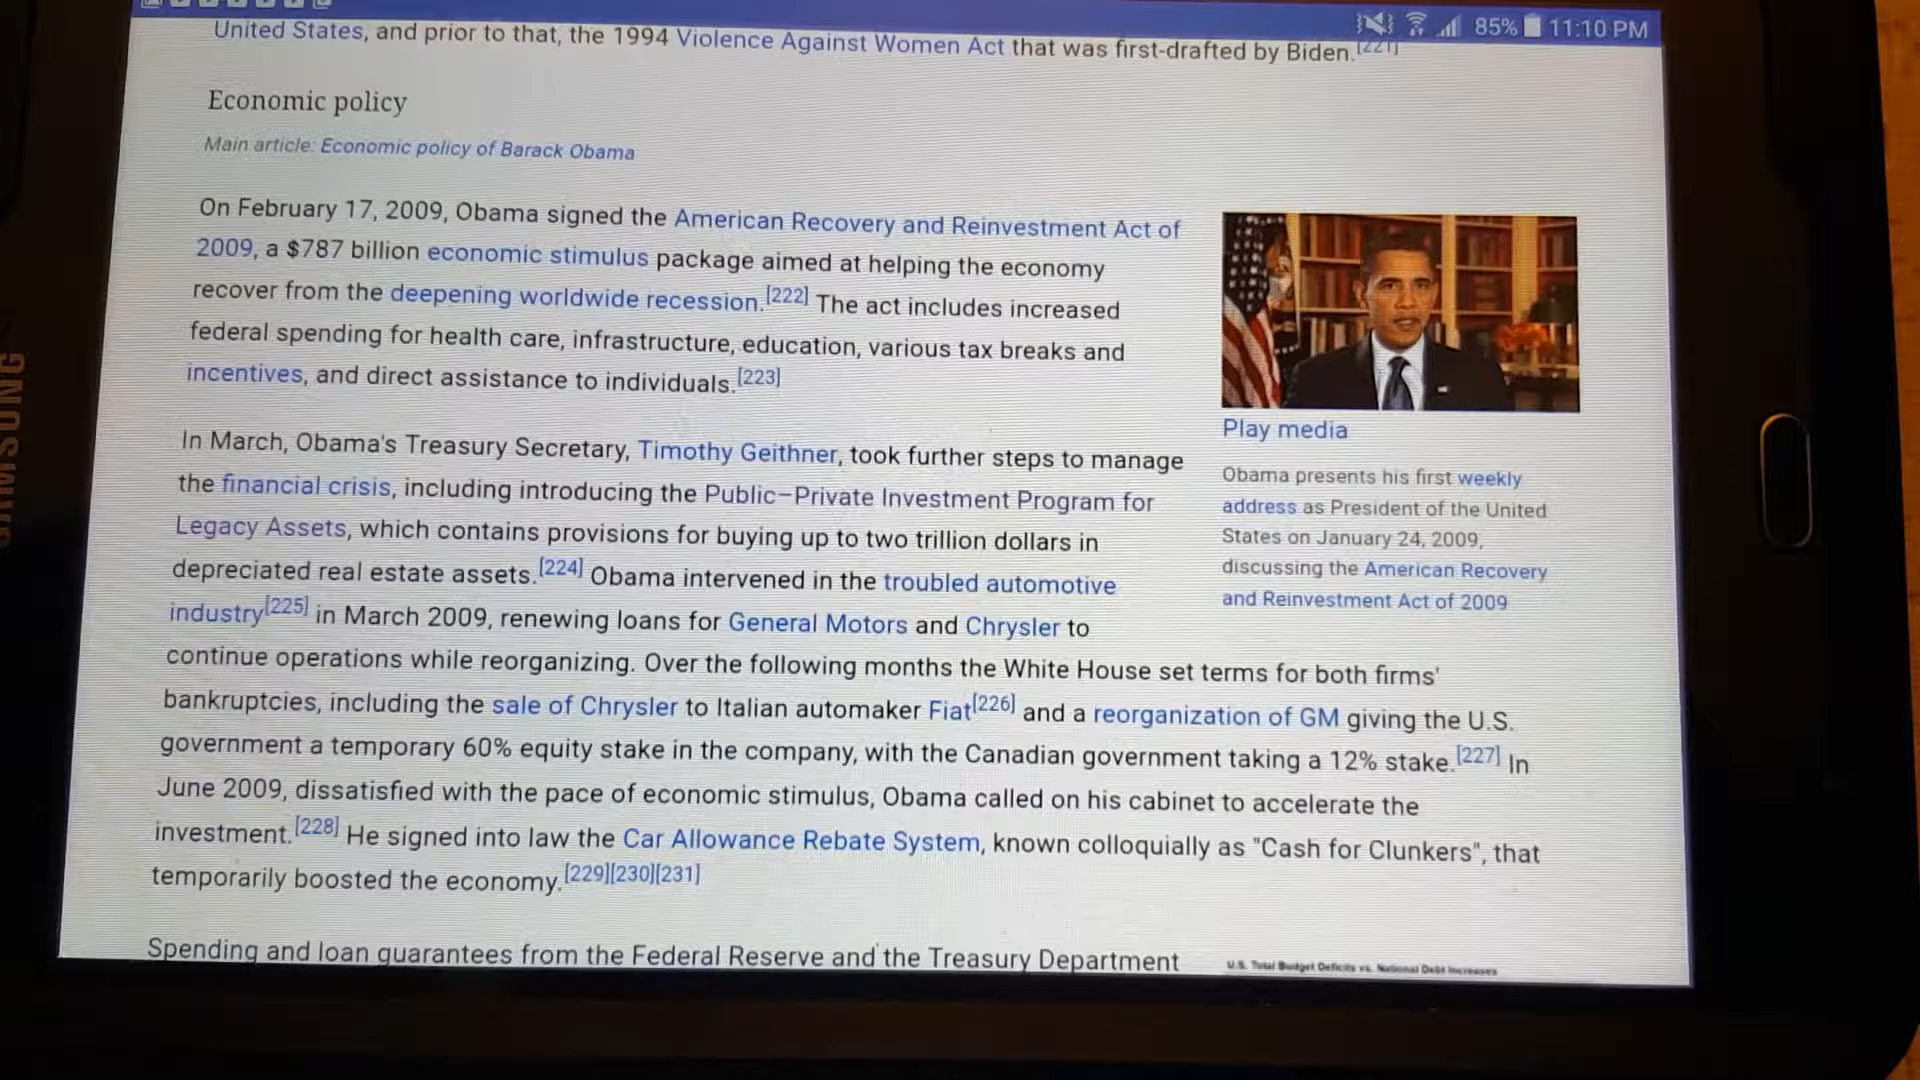 85% 11:10 PM
United States, and prior to that, the 1994 Violence Against Women Act that was first-drafted by Biden.[221]
Economic policy
Main article: Economic policy of Barack Obama
On February 17, 2009, Obama signed the American Recovery and Reinvestment Act of
2009, a $787 billion economic stimulus package aimed at helping the economy
recover from the deepening worldwide recession.[222] The act includes increased
federal spending for health care, infrastructure, education, various tax breaks and
incentives, and direct assistance to individuals.[223]
Play media
Obama presents his first weekly
address as President of the United
States on January 24, 2009,
discussing the American Recovery
and Reinvestment Act of 2009
In March, Obama's Treasury Secretary, Timothy Geithner, took further steps to manage
the financial crisis, including introducing the Public–Private Investment Program for
Legacy Assets, which contains provisions for buying up to two trillion dollars in
depreciated real estate assets.[224] Obama intervened in the troubled automotive
industry[225] in March 2009, renewing loans for General Motors and Chrysler to
continue operations while reorganizing. Over the following months the White House set terms for both firms'
bankruptcies, including the sale of Chrysler to Italian automaker Fiat[226] and a reorganization of GM giving the U.S.
government a temporary 60% equity stake in the company, with the Canadian government taking a 12% stake.[227] In
June 2009, dissatisfied with the pace of economic stimulus, Obama called on his cabinet to accelerate the
investment.[228] He signed into law the Car Allowance Rebate System, known colloquially as "Cash for Clunkers", that
temporarily boosted the economy.[229][230][231]
Spending and loan guarantees from the Federal Reserve and the Treasury Department
U.S. Total Budget Deficits vs. National Debt Increases
SAMSUNG